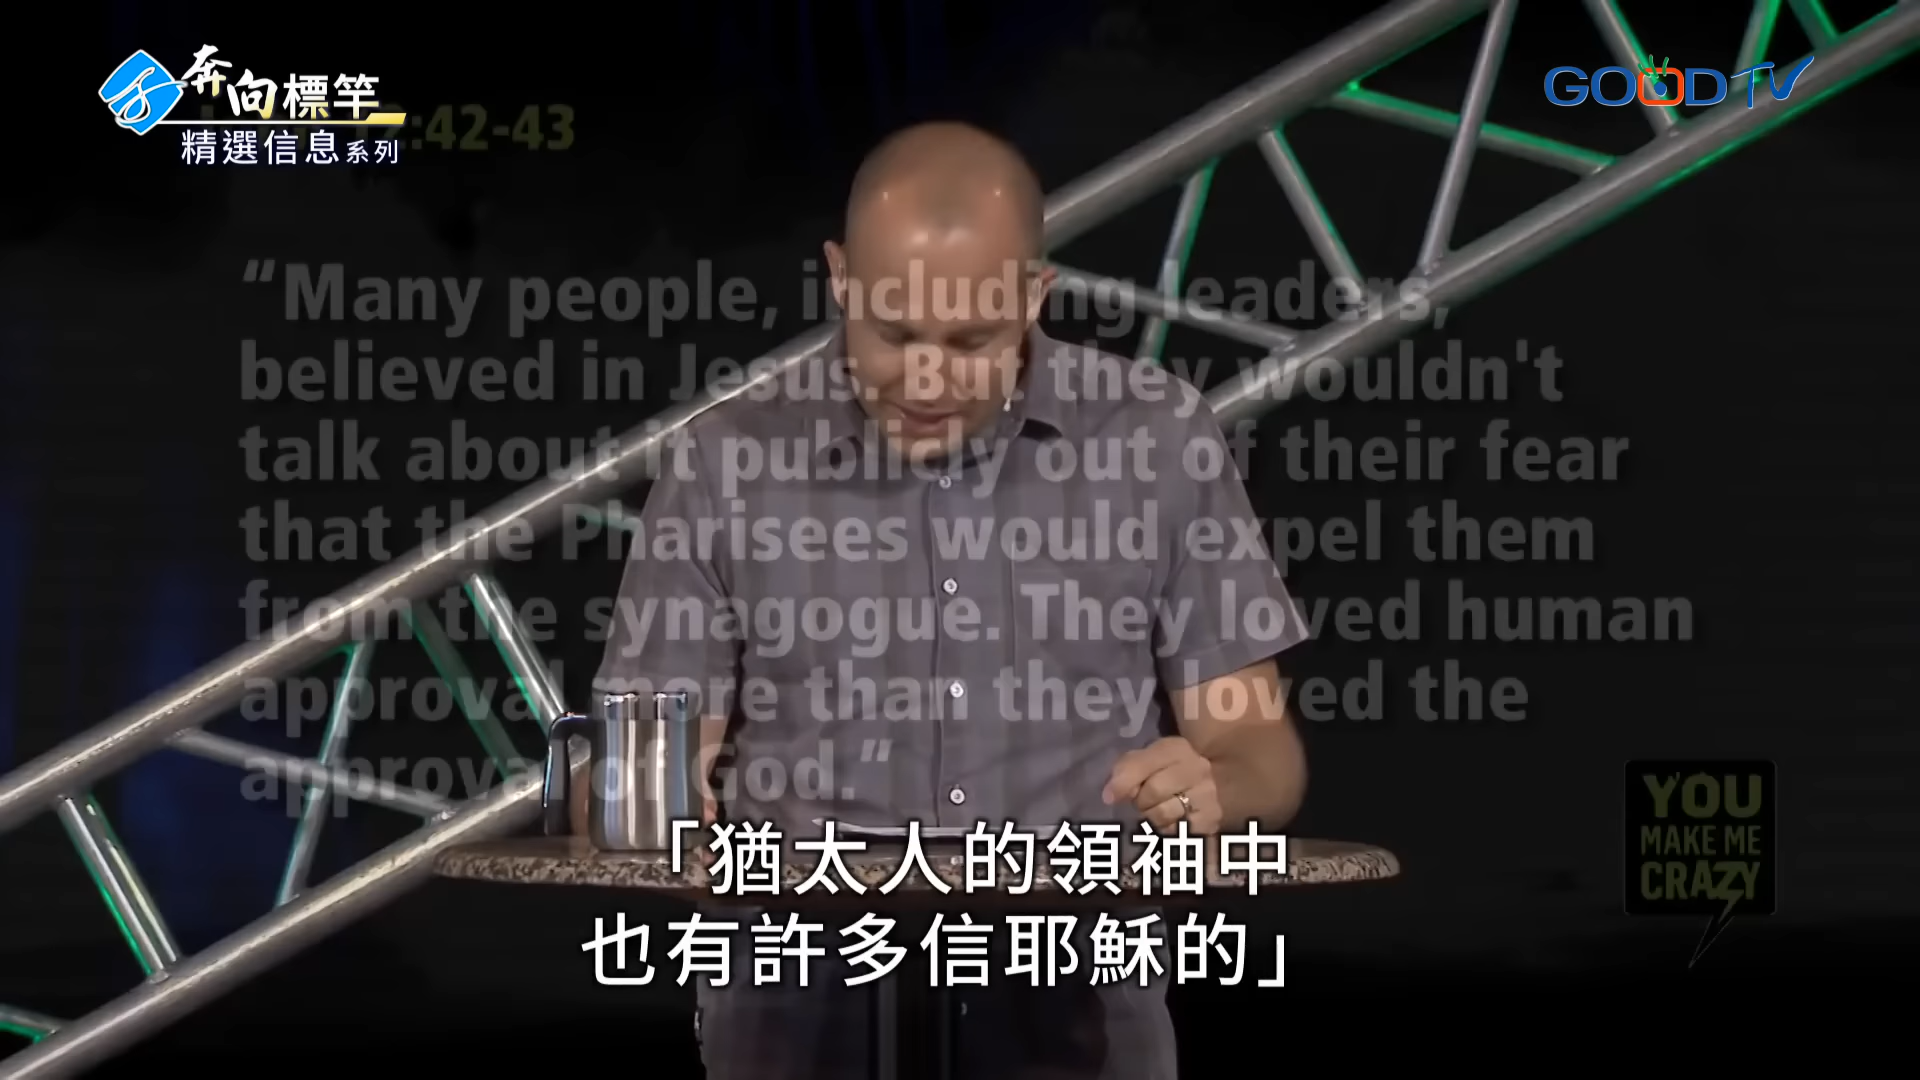 奔向標竿
精選信息系列
GOODTV
12:42-43
“Many people, including leaders,
believed in Jesus. But they wouldn't
talk about it publicly out of their fear
that the Pharisees would expel them
from the synagogue. They loved human
approval more than they loved the
approval of God.“
YOU
MAKE ME
CRAZY
「猶太人的領袖中
也有許多信耶穌的」